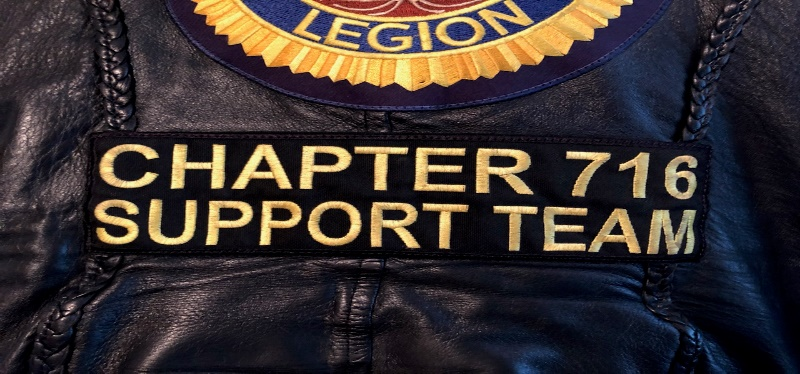 LEGION
CHAPTER 716
SUPPORT TEAM